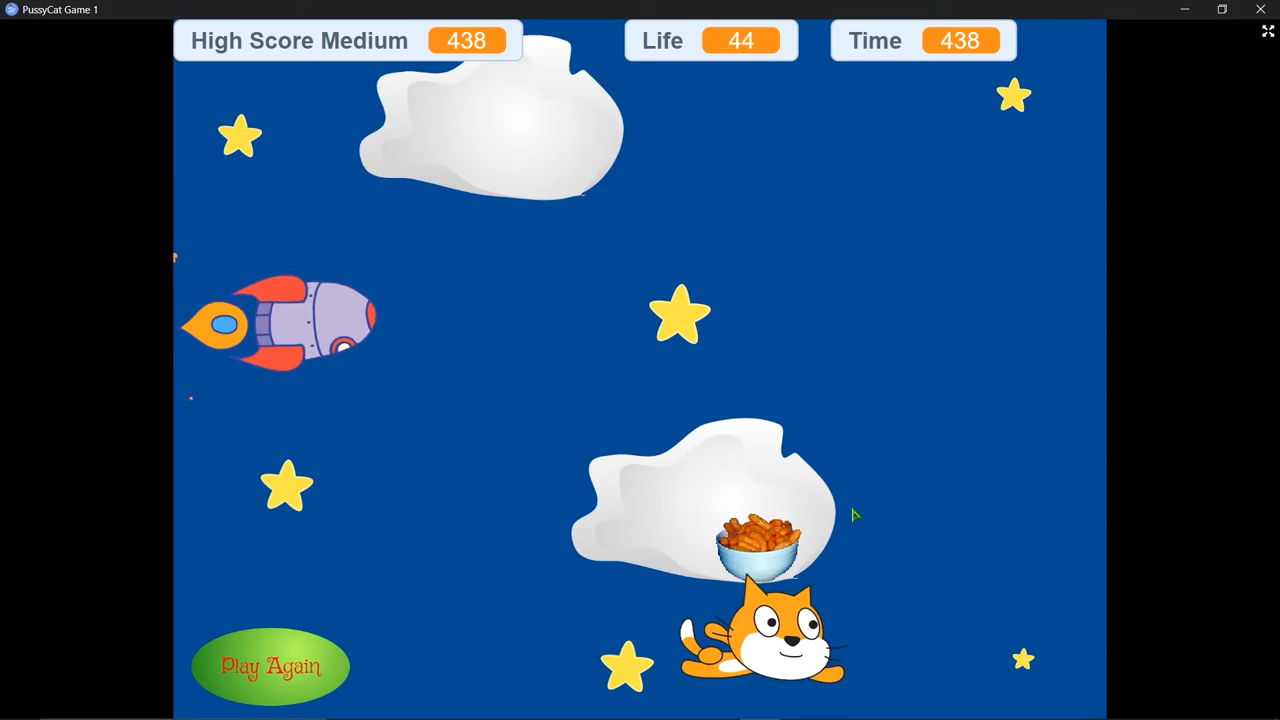 PussyCat Game 1
High Score Medium 438
Life 44
Time 438
Play Again